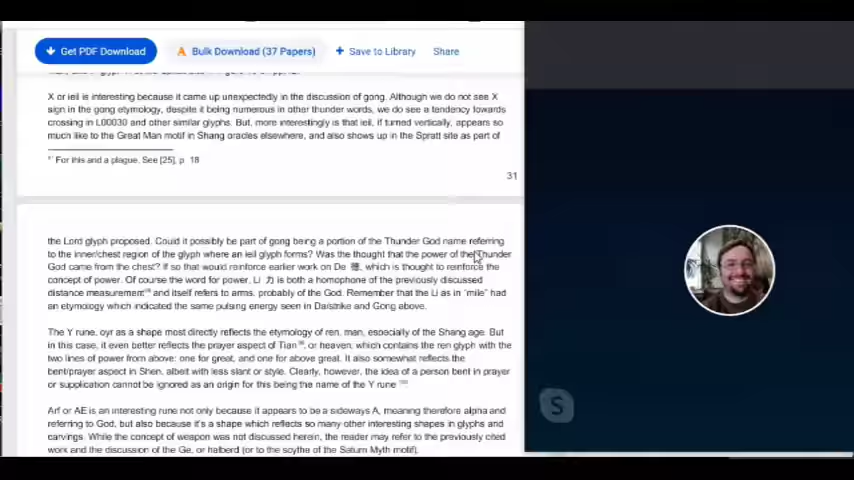 Get PDF Download
Bulk Download (37 Papers)
+ Save to Library
Share
X or ieil is interesting because it came up unexpectedly in the discussion of gong. Although we do not see X
sign in the gong etymology, despite it being numerous in other thunder words, we do see a tendency towards
crossing in L00030 and other similar glyphs. But, more interestingly is that ieil, if turned vertically, appears so
much like to the Great Man motif in Shang oracles elsewhere, and also shows up in the Spratt site as part of
For this and a plague. See [25], p. 18
31
the Lord glyph proposed. Could it possibly be part of gong being a portion of the Thunder God name referring
to the inner/chest region of the glyph where an ieil glyph forms? Was the thought that the power of the Thunder
God came from the chest? If so that would reinforce earlier work on De 德, which is thought to reinforce the
concept of power. Of course the word for power, Li 力 is both a homophone of the previously discussed
distance measurement and itself refers to arms, probably of the God. Remember that the Li as in "mile" had
an etymology which indicated the same pulsing energy seen in Da/strike and Gong above.
The Y rune, oyr as a shape most directly reflects the etymology of ren, man, especially of the Shang age. But
in this case, it even better reflects the prayer aspect of Tian, or heaven, which contains the ren glyph with the
two lines of power from above: one for great, and one for above great. It also somewhat reflects the
bent/prayer aspect in Shen, albeit with less slant or style. Clearly, however, the idea of a person bent in prayer
or supplication cannot be ignored as an origin for this being the name of the Y rune
Arf or AE is an interesting rune not only because it appears to be a sideways A, meaning therefore alpha and
referring to God, but also because it's a shape which reflects so many other interesting shapes in glyphs and
carvings. While the concept of weapon was not discussed herein, the reader may refer to the previously cited
work and the discussion of the Ge, or halberd (or to the scythe of the Saturn Myth motif).
S